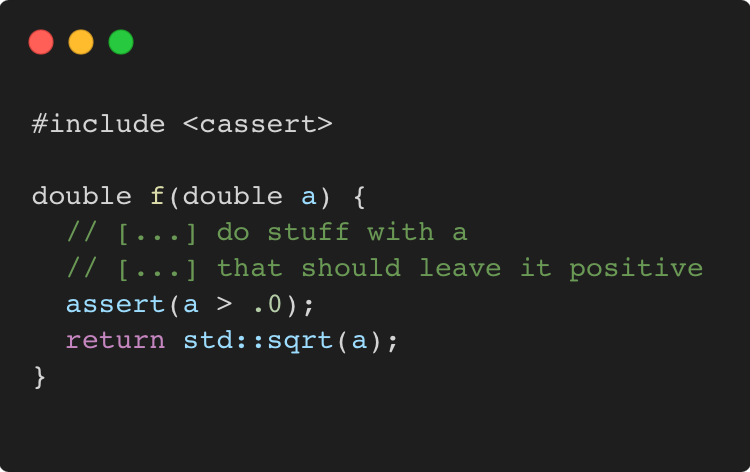 #include <cassert>
double f(double a) {
// [...] do stuff with a
// [...] that should leave it positive
assert(a > .0);
return std::sqrt(a);
}